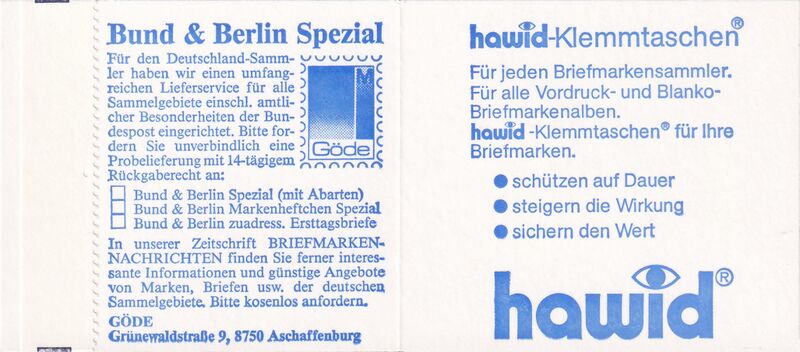 Bund & Berlin Spezial
Für den Deutschland-Samm-
ler haben wir einen umfang-
reichen Lieferservice für alle
Sammelgebiete einschl. amtli-
cher Besonderheiten der Bun-
despost eingerichtet. Bitte for-
dern Sie unverbindlich eine
Probelieferung mit 14-tägigem
Rückgaberecht an:
M
Göde
Bund & Berlin Spezial (mit Abarten)
Bund & Berlin Markenheftchen Spezial
Bund & Berlin zuadress. Ersttagsbriefe
In unserer Zeitschrift BRIEFMARKEN-
NACHRICHTEN finden Sie ferner interes-
sante Informationen und günstige Angebote
von Marken, Briefen usw. der deutschen
Sammelgebiete. Bitte kosenlos anfordern.
GÖDE
Grünewaldstraße 9, 8750 Aschaffenburg
hawid-Klemmtaschen®
Für jeden Briefmarkensammler.
Für alle Vordruck- und Blanko-
Briefmarkenalben.
hawid-Klemmtaschen® für Ihre
Briefmarken.
● schützen auf Dauer
● steigern die Wirkung
● sichern den Wert
hawid®